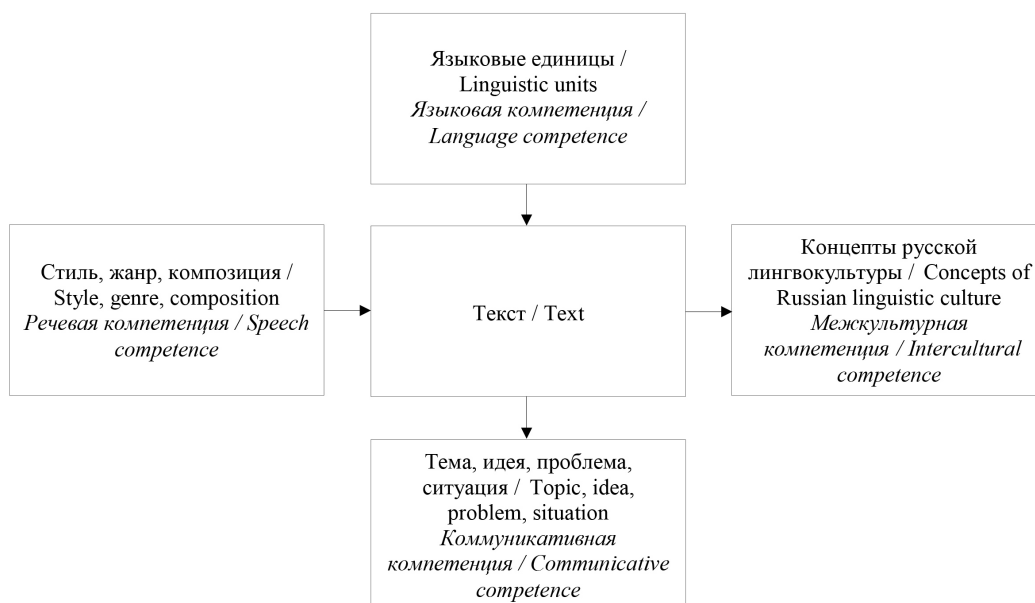 Языковые единицы /
Linguistic units
Языковая компетенция /
Language competence
Стиль, жанр, композиция /
Style, genre, composition
Речевая компетенция / Speech
competence
Текст / Text
Концепты русской
лингвокультуры / Concepts of
Russian linguistic culture
Межкультурная
компетенция / Intercultural
competence
Тема, идея, проблема,
ситуация / Topic, idea,
problem, situation
Коммуникативная
компетенция / Communicative
competence